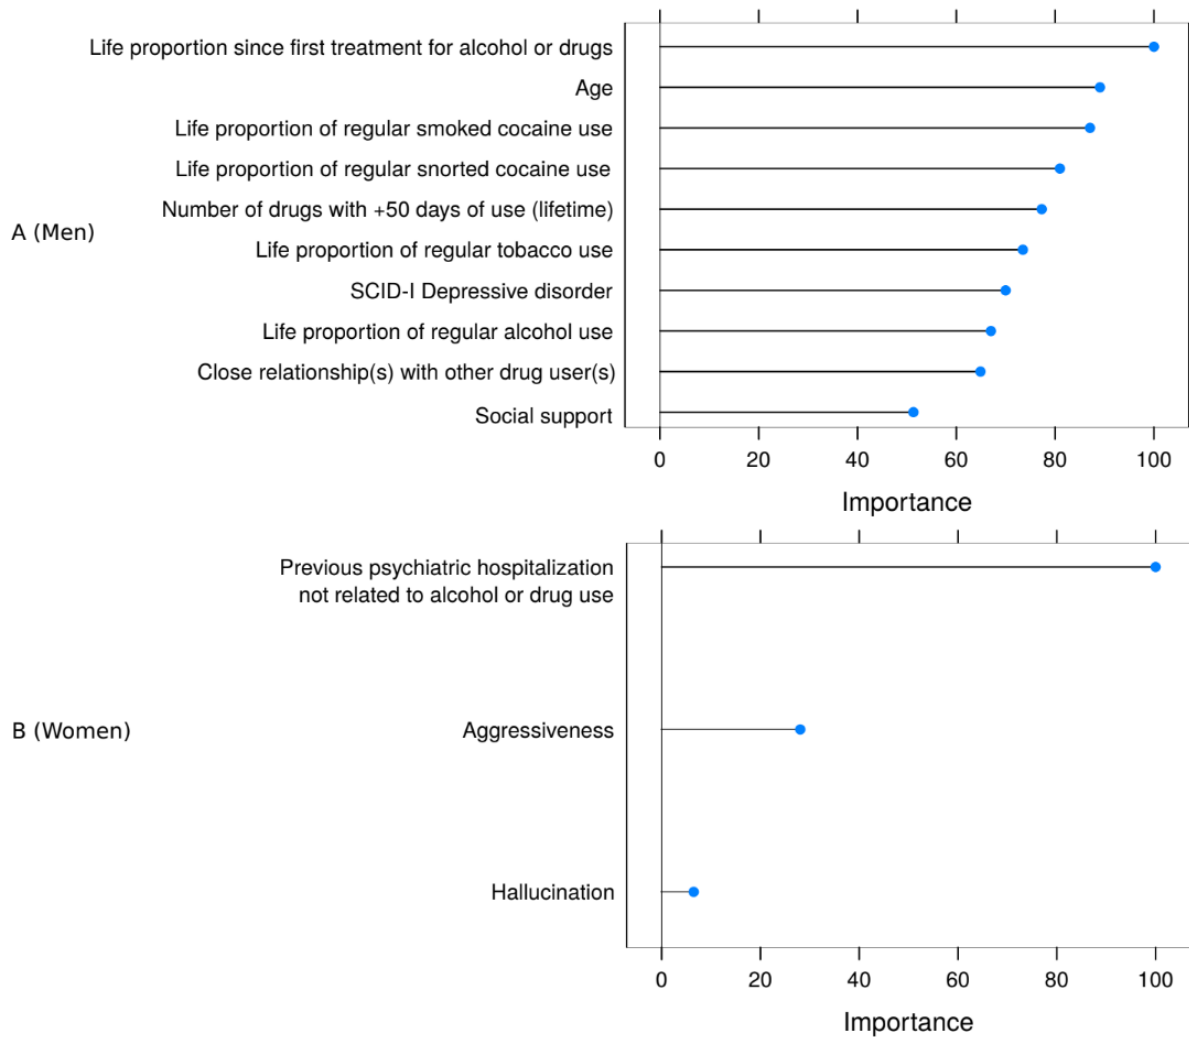 Life proportion since first treatment for alcohol or drugs
Age
Life proportion of regular smoked cocaine use
Life proportion of regular snorted cocaine use
Number of drugs with +50 days of use (lifetime)
A (Men)
Life proportion of regular tobacco use
SCID-I Depressive disorder
Life proportion of regular alcohol use
Close relationship(s) with other drug user(s)
Social support
0 20 40 60 80 100
Importance
Previous psychiatric hospitalization
not related to alcohol or drug use
B (Women)
Aggressiveness
Hallucination
0 20 40 60 80 100
Importance